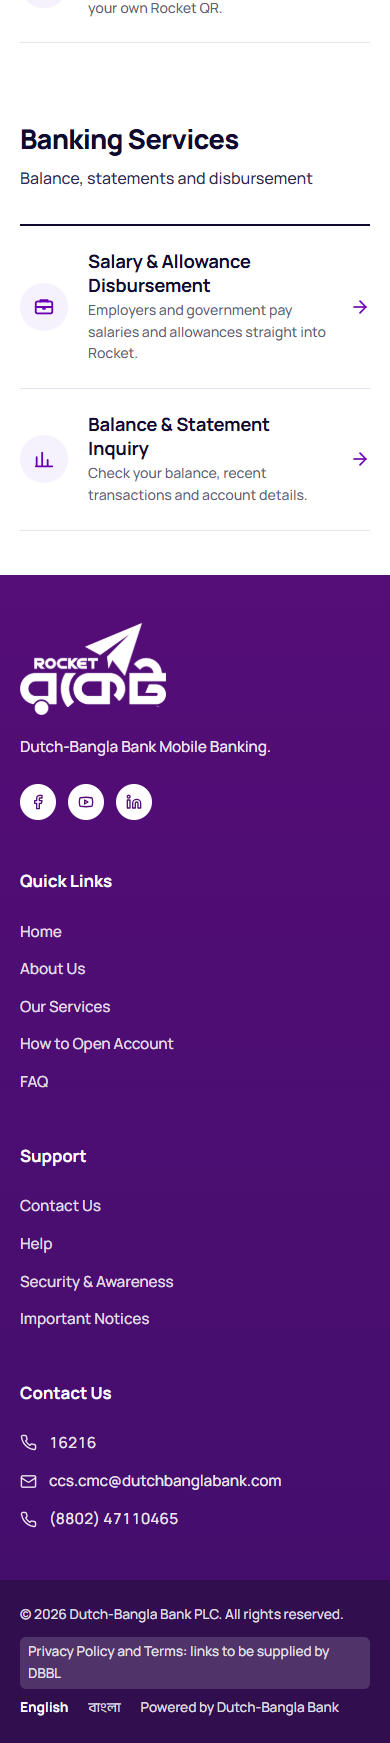 your own Rocket QR.
Banking Services
Balance, statements and disbursement
Salary & Allowance
Disbursement
Employers and government pay
salaries and allowances straight into
Rocket.
Balance & Statement
Inquiry
Check your balance, recent
transactions and account details.
ROCKET
রকেট
Dutch-Bangla Bank Mobile Banking.
Quick Links
Home
About Us
Our Services
How to Open Account
FAQ
Support
Contact Us
Help
Security & Awareness
Important Notices
Contact Us
16216
ccs.cmc@dutchbanglabank.com
(8802) 47110465
© 2026 Dutch-Bangla Bank PLC. All rights reserved.
Privacy Policy and Terms: links to be supplied by
DBBL
English বাংলা Powered by Dutch-Bangla Bank